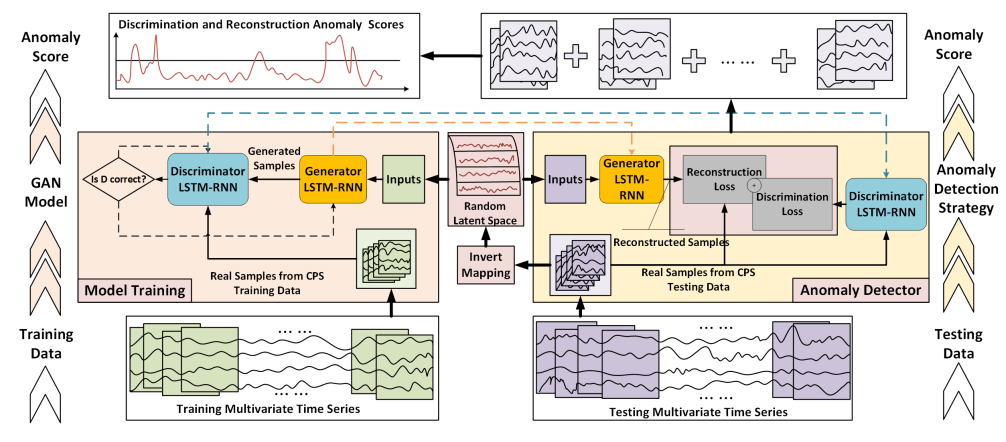 Discrimination and Reconstruction Anomaly Scores
Anomaly
Score
... ...
Anomaly
Score
GAN
Model
Is D correct?
Discriminator
LSTM-RNN
Generated
Samples
Generator
LSTM-RNN
Inputs
Real Samples from CPS
Training Data
Model Training
Random
Latent Space
Invert
Mapping
Inputs
Generator
LSTM-
RNN
Reconstruction
Loss
Discrimination
Loss
Discriminator
LSTM-RNN
Reconstructed Samples
Real Samples from CPS
Testing Data
Anomaly Detector
Anomaly
Detection
Strategy
Training
Data
... ...
... ...
Training Multivariate Time Series
... ...
... ...
Testing Multivariate Time Series
Testing
Data